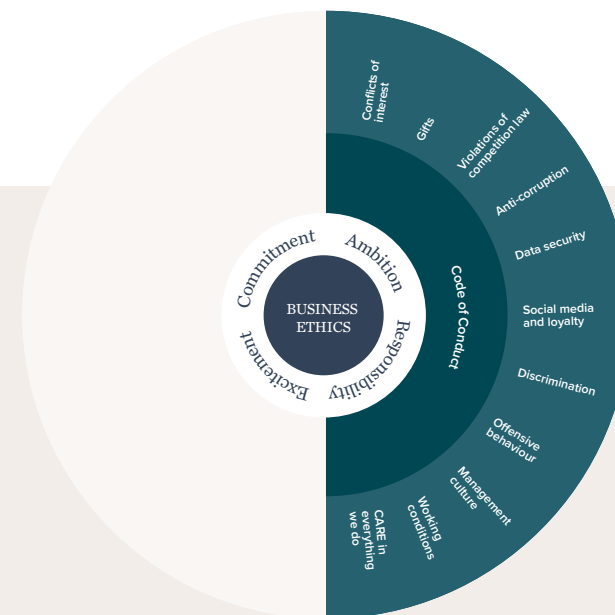 Conflicts of
interest
Gifts
Violations of
competition law
Anti-corruption
Data security
Social media
and loyalty
Discrimination
Offensive
behaviour
Management
culture
Working
conditions
CARE in
everything
we do
Code of Conduct
Commitment
Ambition
Responsibility
Excitement
BUSINESS
ETHICS